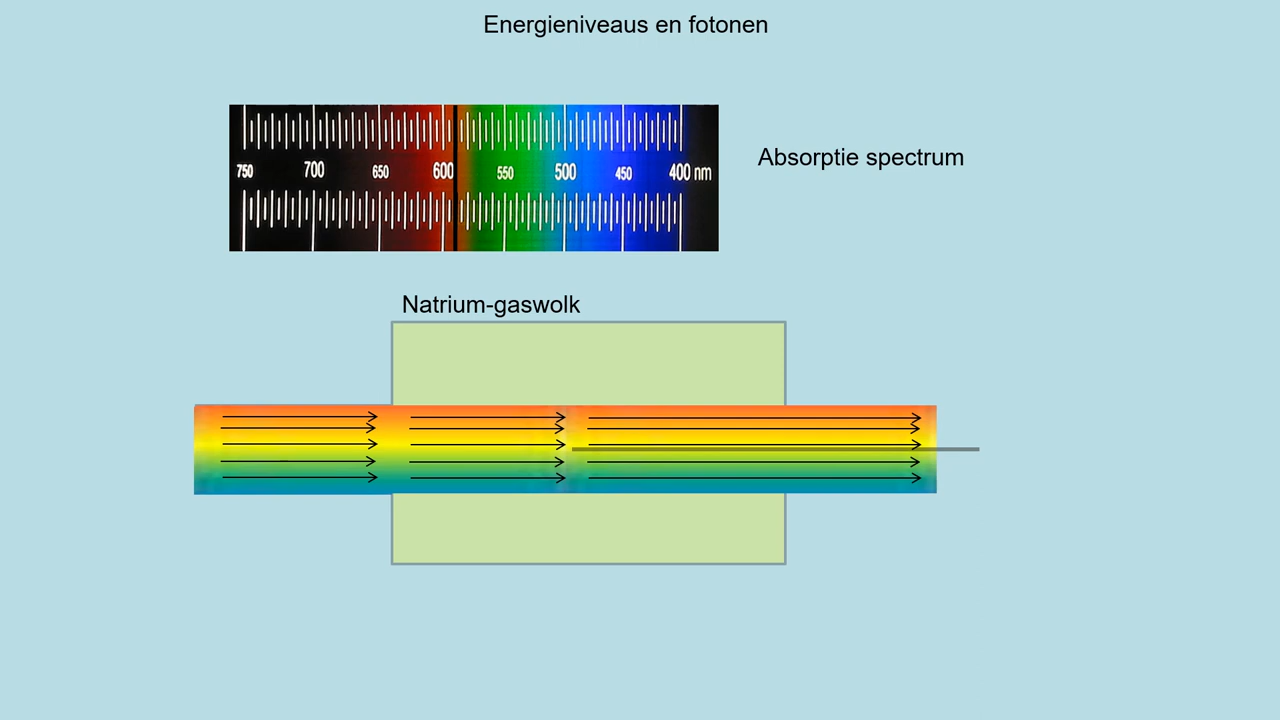 Energieniveaus en fotonen
750 700 650 600 550 500 450 400 nm
Absorptie spectrum
Natrium-gaswolk